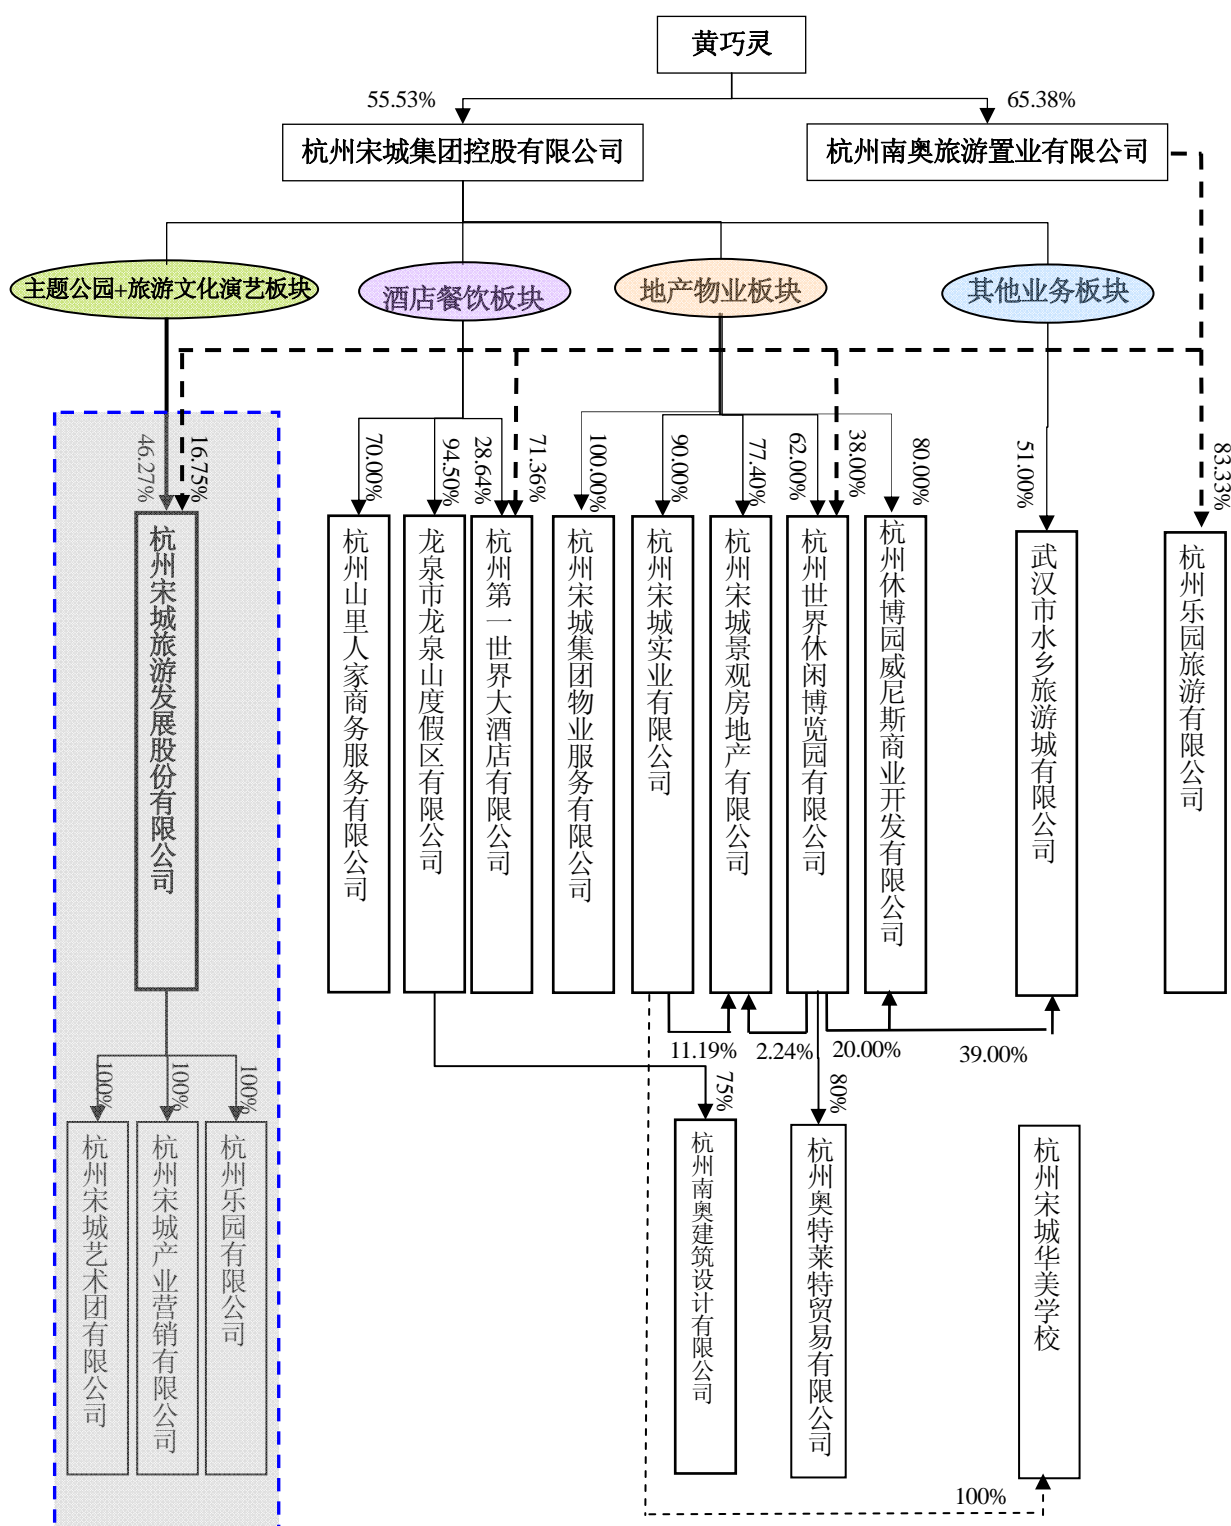 黄巧灵
55.53%
65.38%
杭州宋城集团控股有限公司
杭州南奥旅游置业有限公司
主题公园+旅游文化演艺板块
酒店餐饮板块
地产物业板块
其他业务板块
46.27%
16.75%
70.00%
94.50%
28.64%
71.36%
100.00%
90.00%
77.40%
62.00%
38.00%
80.00%
51.00%
83.33%
杭州宋城旅游发展股份有限公司
杭州山里人家商务服务有限公司
龙泉市龙泉山度假区有限公司
杭州第一世界大酒店有限公司
杭州宋城集团物业服务有限公司
杭州宋城实业有限公司
杭州宋城景观房地产有限公司
杭州世界休闲博览园有限公司
杭州休博园威尼斯商业开发有限公司
武汉市水乡旅游城有限公司
杭州乐园旅游有限公司
11.19%
2.24%
20.00%
39.00%
100%
100%
100%
75%
80%
杭州宋城艺术团有限公司
杭州宋城产业营销有限公司
杭州乐园有限公司
杭州南奥建筑设计有限公司
杭州奥特莱特贸易有限公司
杭州宋城华美学校
100%